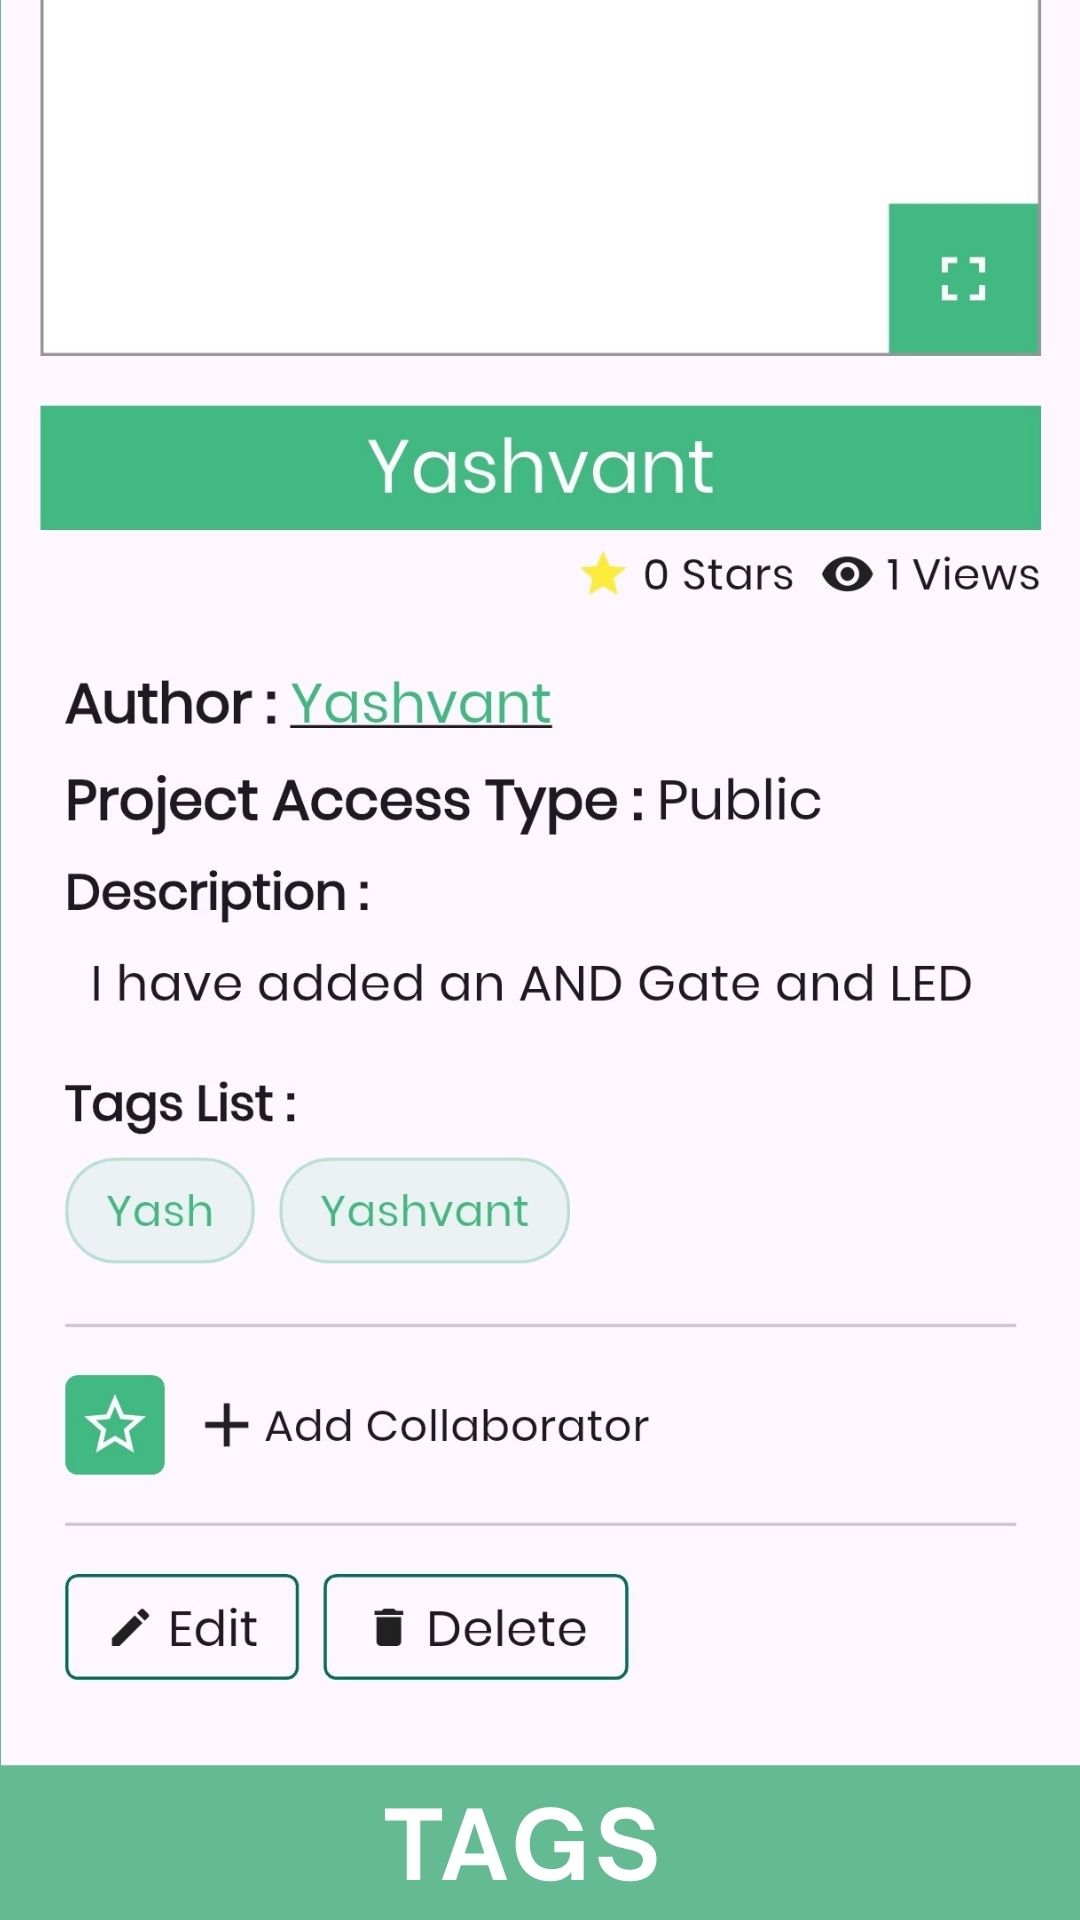 Yashvant
0 Stars 1 Views
Author : Yashvant
Project Access Type : Public
Description :
I have added an AND Gate and LED
Tags List :
Yash Yashvant
Add Collaborator
Edit Delete
TAGS